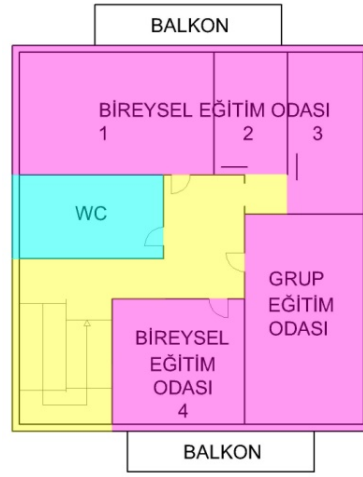 BALKON
BİREYSEL EĞİTİM ODASI
1 2 3
WC
GRUP
EĞİTİM
ODASI
BİREYSEL
EĞİTİM
ODASI
4
BALKON